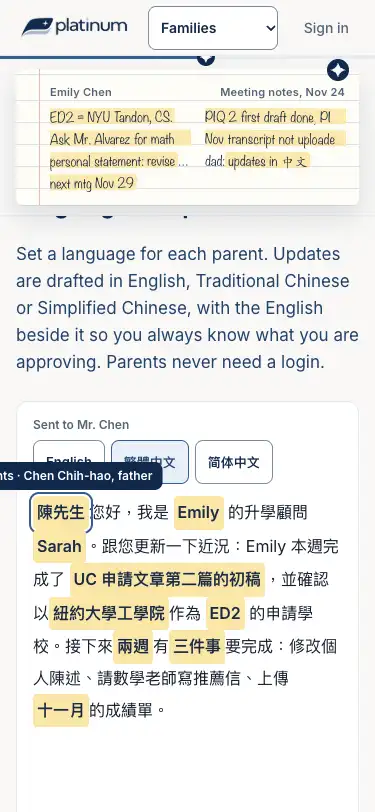 platinum
Families
Sign in
Emily Chen
Meeting notes, Nov 24
ED2 = NYU Tandon, CS.
Ask Mr. Alvarez for math
personal statement: revise ...
next mtg Nov 29
PIQ 2 first draft done, PI
Nov transcript not uploade
dad: updates in 中文
Set a language for each parent. Updates
are drafted in English, Traditional Chinese
or Simplified Chinese, with the English
beside it so you always know what you are
approving. Parents never need a login.
Sent to Mr. Chen
English
繁體中文
简体中文
· Chen Chih-hao, father
陳先生您好,我是 Emily 的升學顧問
Sarah。跟您更新一下近況:Emily 本週完
成了 UC 申請文章第二篇的初稿,並確認
以紐約大學工學院作為 ED2 的申請學
校。接下來兩週有三件事要完成:修改個
人陳述、請數學老師寫推薦信、上傳
十一月的成績單。